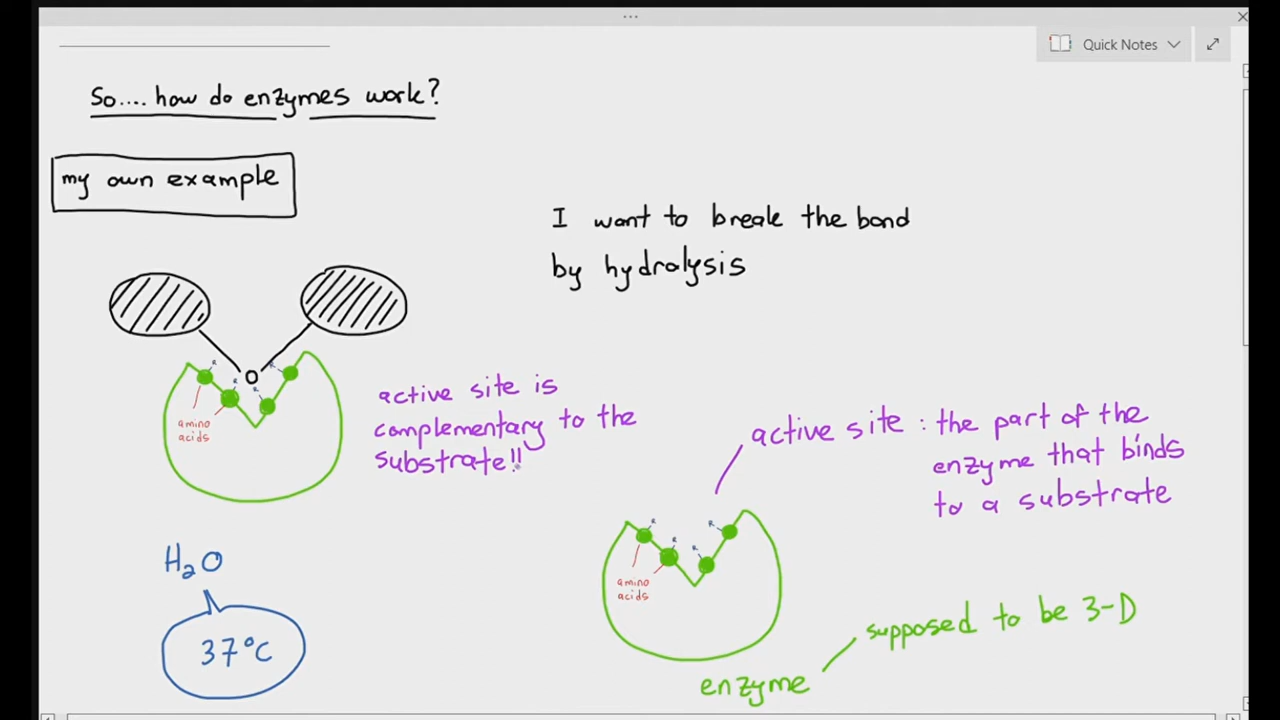 Quick Notes
So.... how do enzymes work?
my own example
I want to break the bond
by hydrolysis
O
R
R
R
R
amino
acids
active site is
complementary to the
substrate!!
active site : the part of the
enzyme that binds
to a substrate
R
R
R
R
amino
acids
H2O
37°C
supposed to be 3-D
enzyme